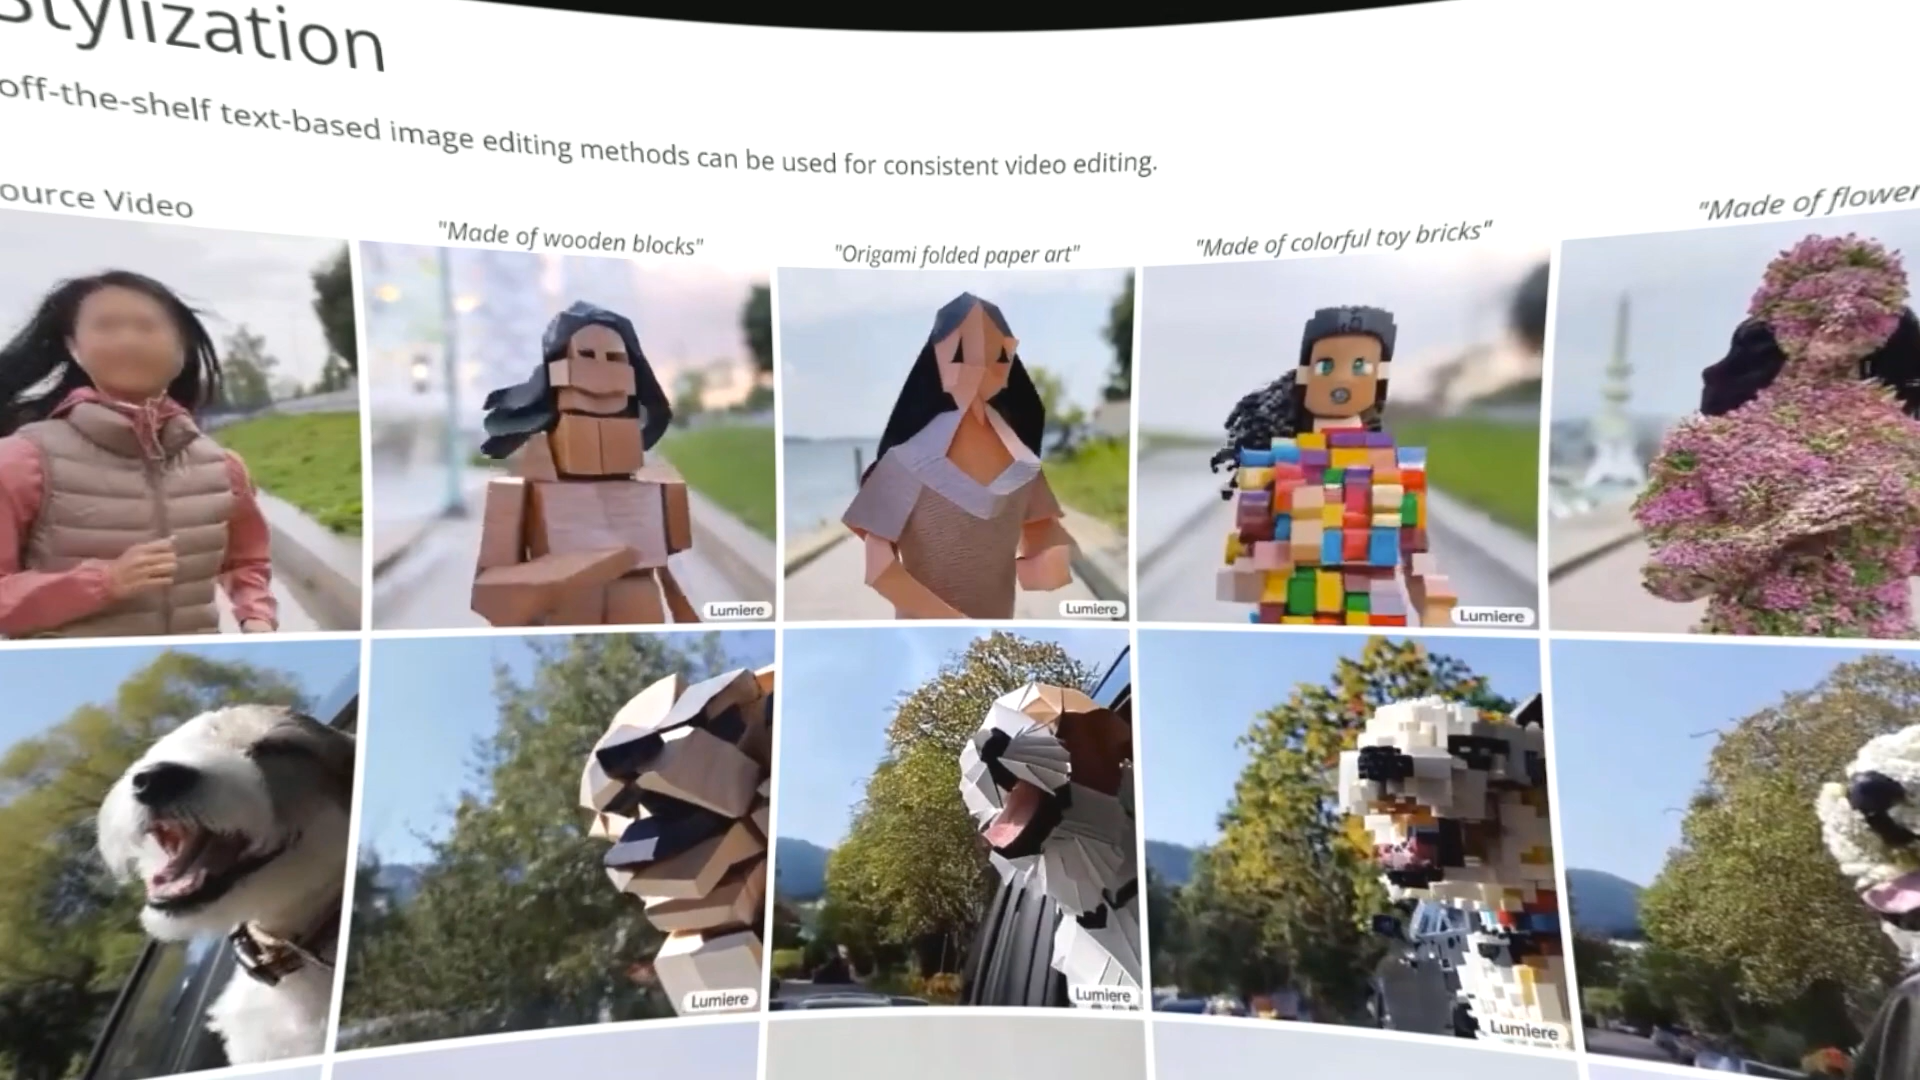 Stylization
off-the-shelf text-based image editing methods can be used for consistent video editing.
ource Video
"Made of wooden blocks"
"Origami folded paper art"
"Made of colorful toy bricks"
"Made of flower
Lumiere
Lumiere
Lumiere
Lumiere
Lumiere
Lumiere